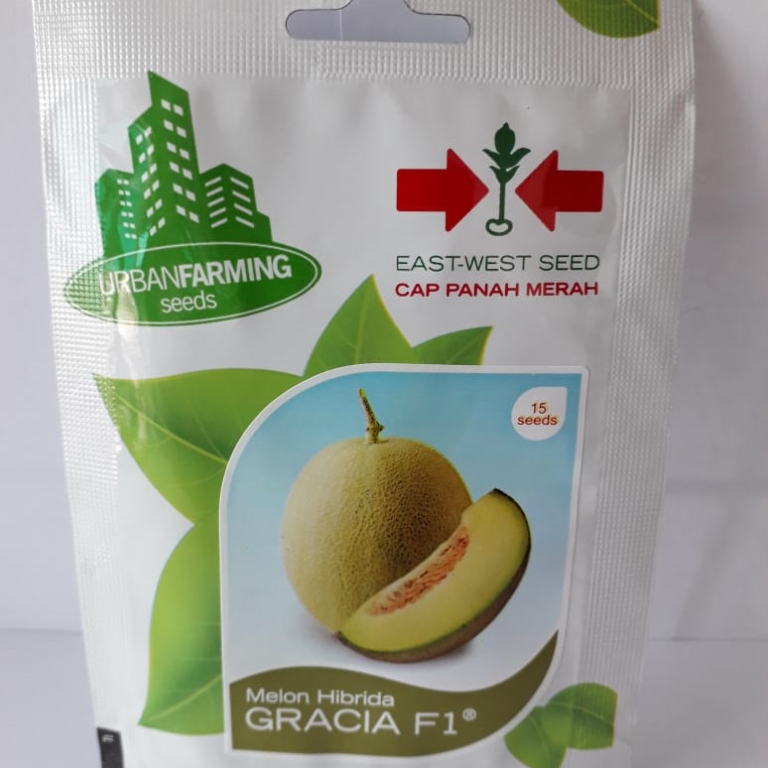 URBANFARMING
seeds
EAST-WEST SEED
CAP PANAH MERAH
15
seeds
Melon Hibrida
GRACIA F1®